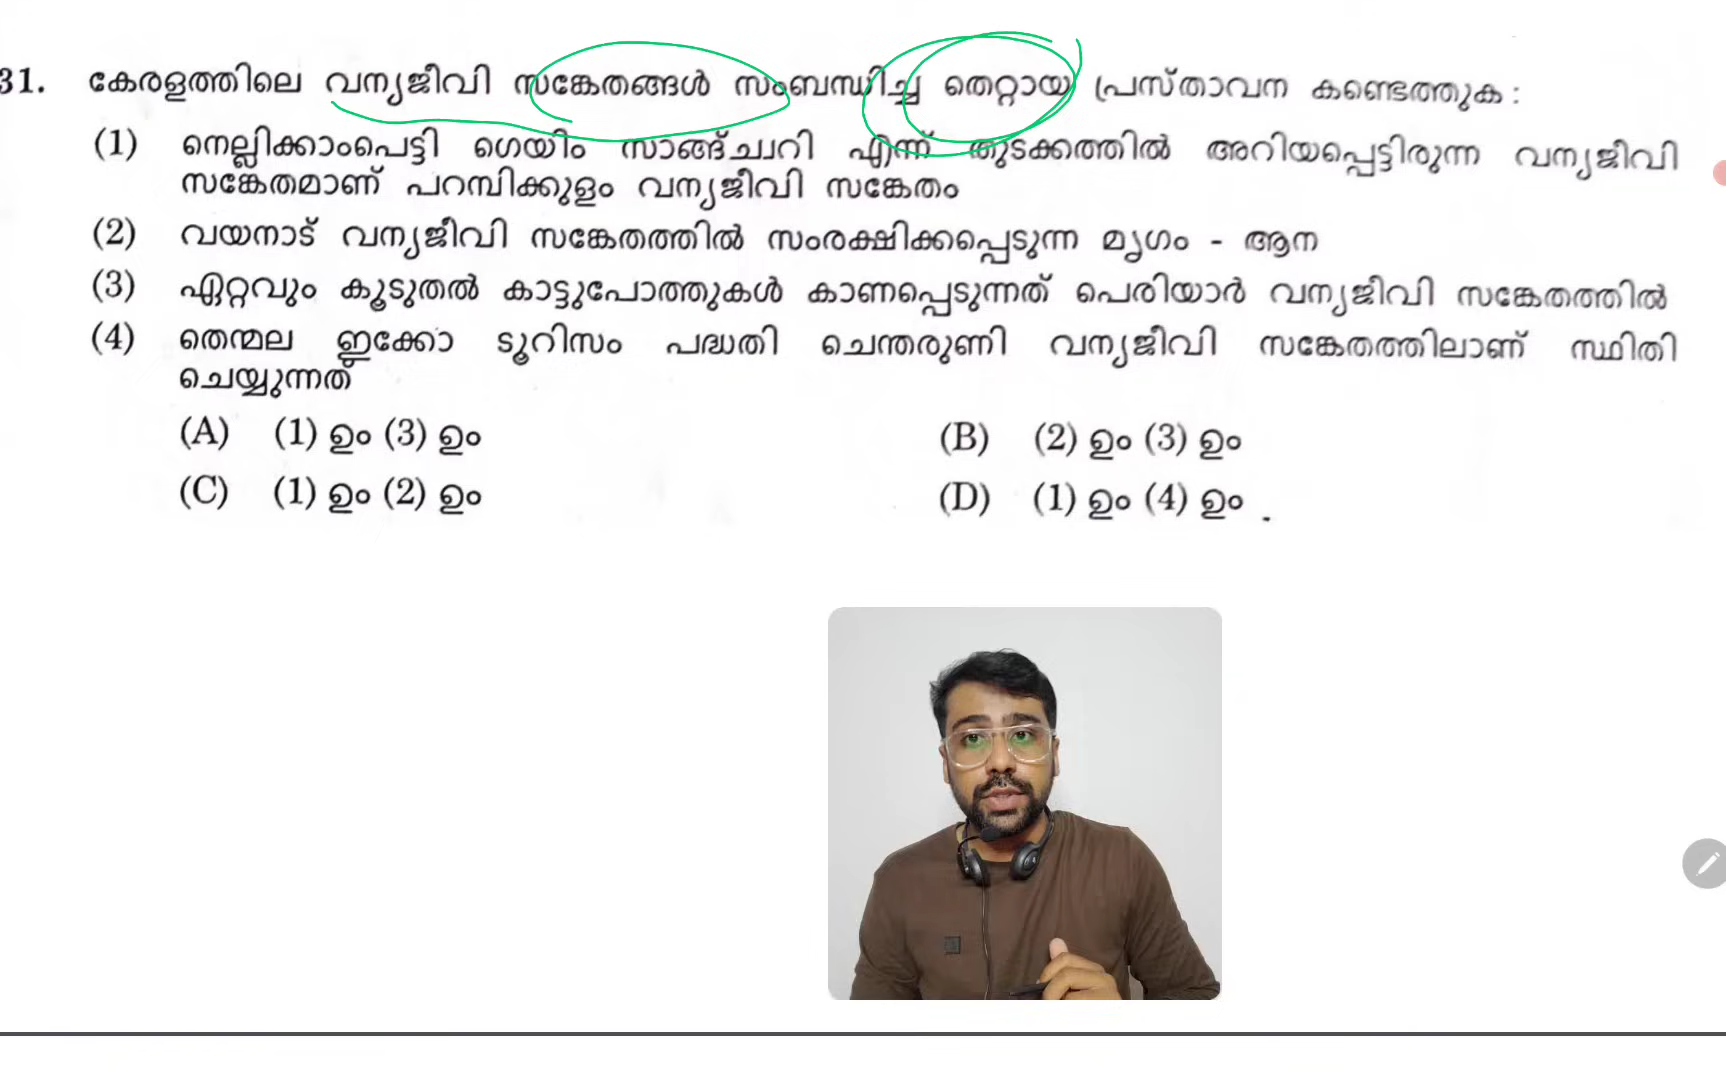 31. കേരളത്തിലെ വന്യജീവി സങ്കേതങ്ങൾ സംബന്ധിച്ച തെറ്റായ പ്രസ്താവന കണ്ടെത്തുക :
(1) നെല്ലിക്കാംപെട്ടി ഗെയിം സാങ്ങ്ച്വറി എന്ന് തുടക്കത്തിൽ അറിയപ്പെട്ടിരുന്ന വന്യജീവി
സങ്കേതമാണ് പറമ്പിക്കുളം വന്യജീവി സങ്കേതം
(2) വയനാട് വന്യജീവി സങ്കേതത്തിൽ സംരക്ഷിക്കപ്പെടുന്ന മൃഗം - ആന
(3) ഏറ്റവും കൂടുതൽ കാട്ടുപോത്തുകൾ കാണപ്പെടുന്നത് പെരിയാർ വന്യജീവി സങ്കേതത്തിൽ
(4) തെന്മല ഇക്കോ ടൂറിസം പദ്ധതി ചെന്തരുണി വന്യജീവി സങ്കേതത്തിലാണ് സ്ഥിതി
ചെയ്യുന്നത്
(A) (1) ഉം (3) ഉം (B) (2) ഉം (3) ഉം
(C) (1) ഉം (2) ഉം (D) (1) ഉം (4) ഉം .